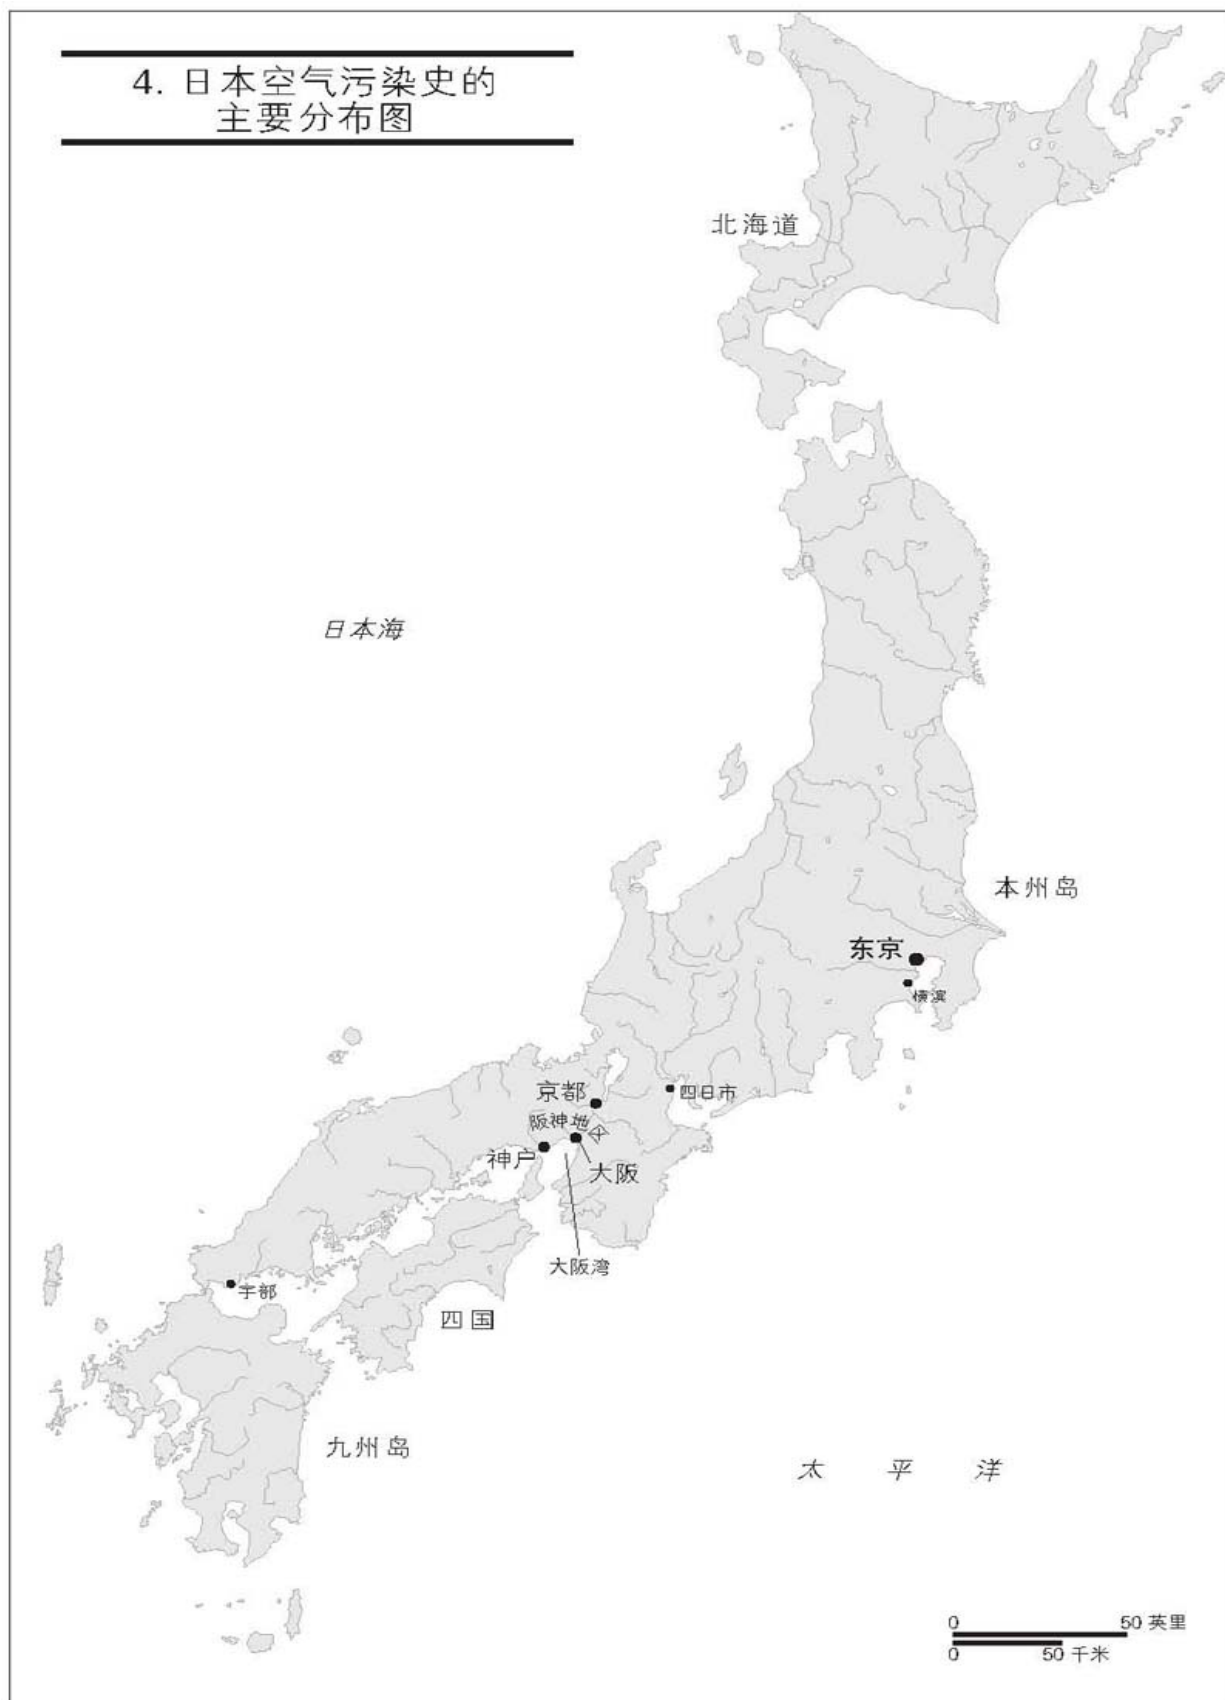 4. 日本空气污染史的
主要分布图
北海道
日本海
本州岛
东京
横滨
京都
四日市
阪神地区
神户
大阪
大阪湾
宇部
四国
九州岛
太平洋
0 50 英里
0 50 千米